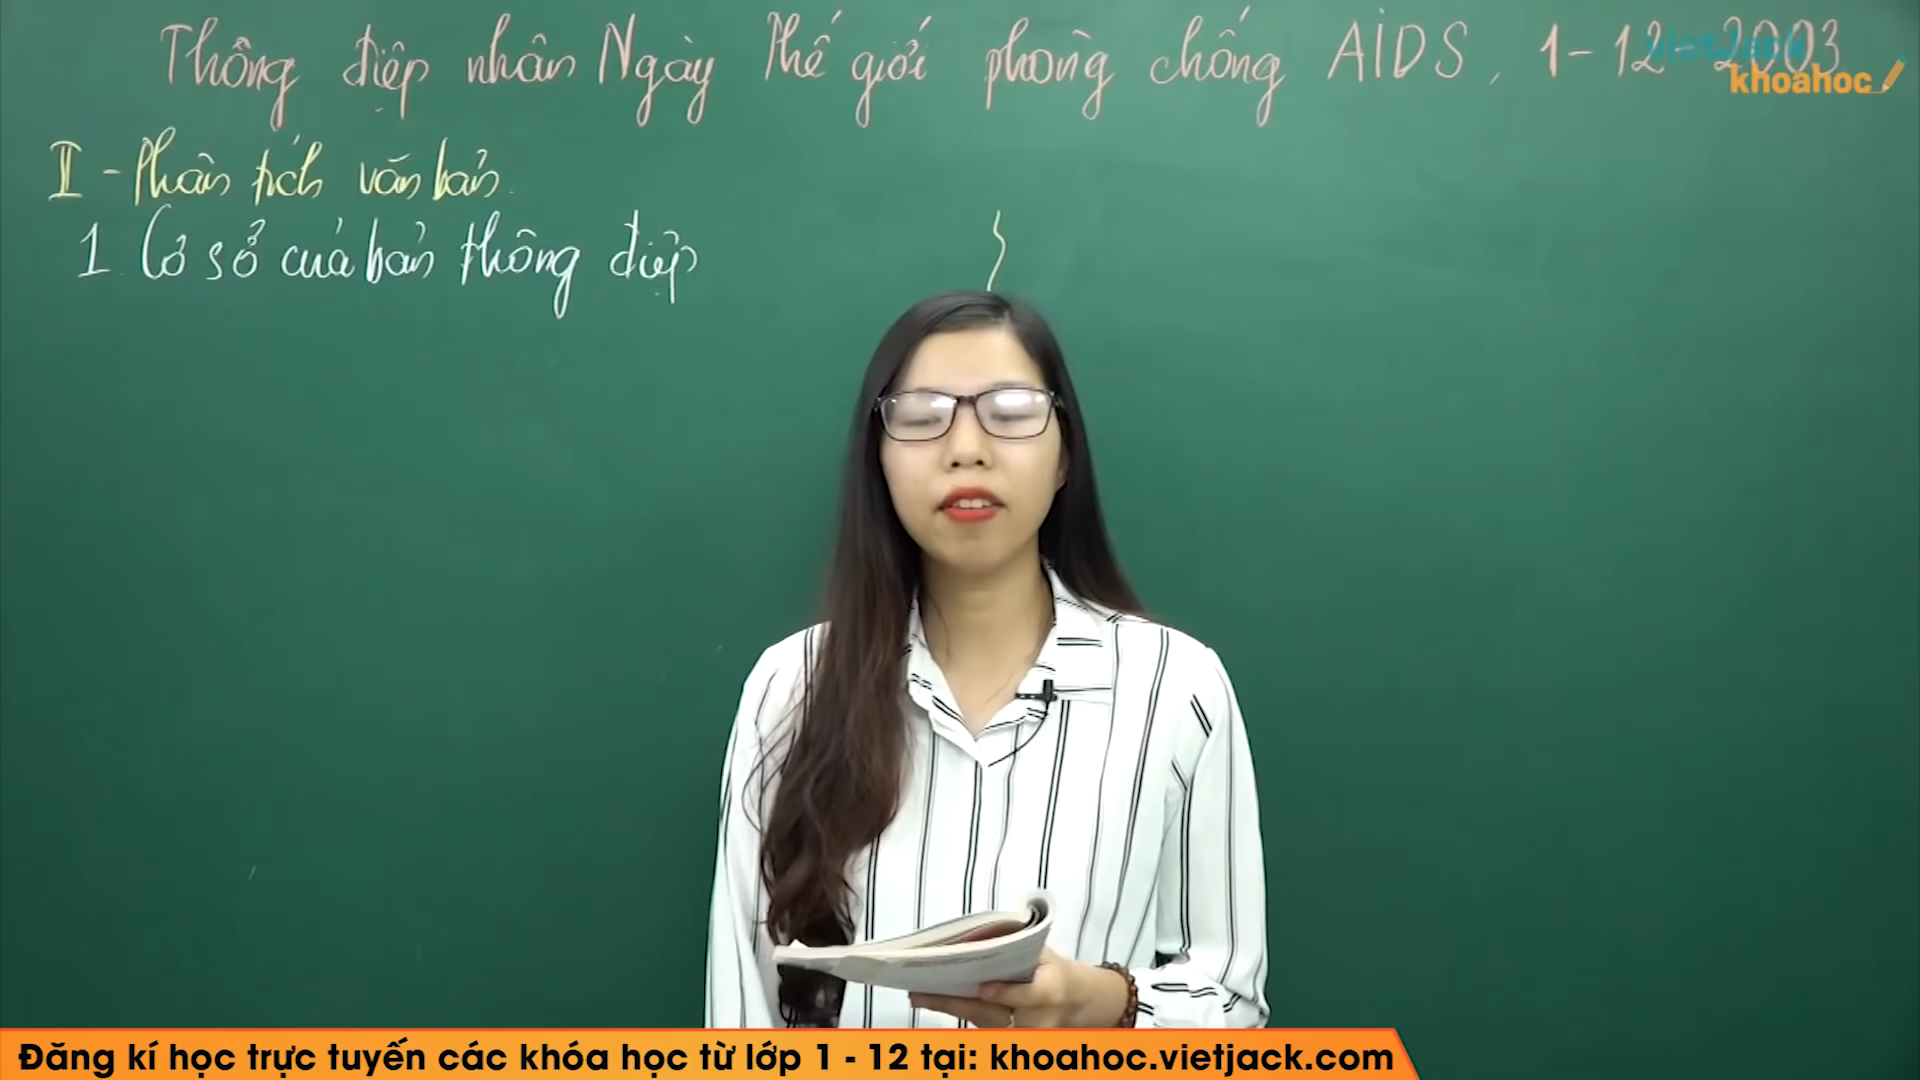 Thông điệp nhân Ngày Thế giới phòng chống AIDS, 1-12-2003
vietjack
khoahoc
II - Phân tích văn bản
1. Cơ sở của bản thông điệp
Đăng kí học trực tuyến các khóa học từ lớp 1 - 12 tại: khoahoc.vietjack.com